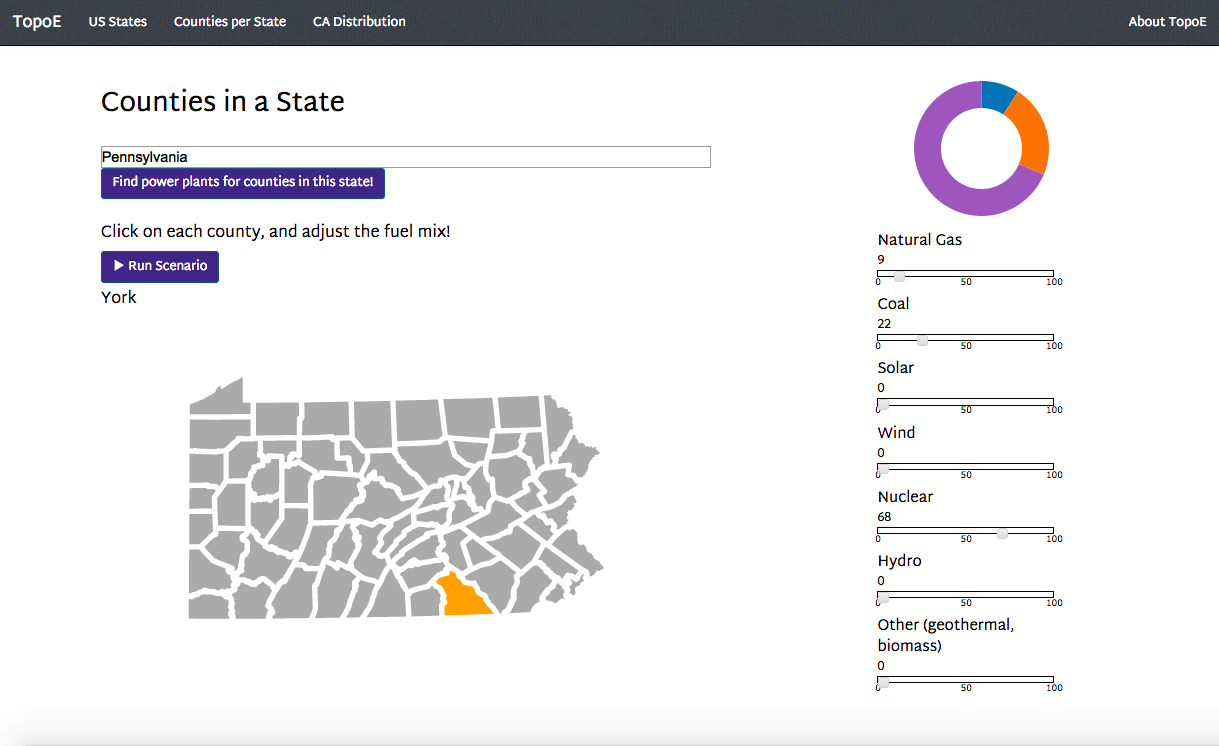 TopoE US States Counties per State CA Distribution About TopoE
Counties in a State
Pennsylvania
Find power plants for counties in this state!
Click on each county, and adjust the fuel mix!
▶ Run Scenario
York
Natural Gas
9
0 50 100
Coal
22
0 50 100
Solar
0
0 50 100
Wind
0
0 50 100
Nuclear
68
0 50 100
Hydro
0
0 50 100
Other (geothermal,
biomass)
0
0 50 100